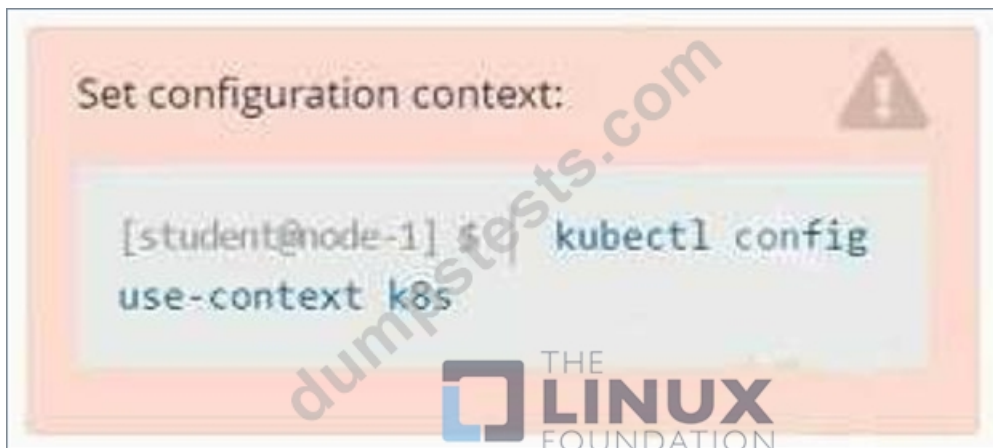 Set configuration context:
[student@node-1] $ | kubectl config
use-context k8s
dumpstests.com
THE
LINUX
FOUNDATION